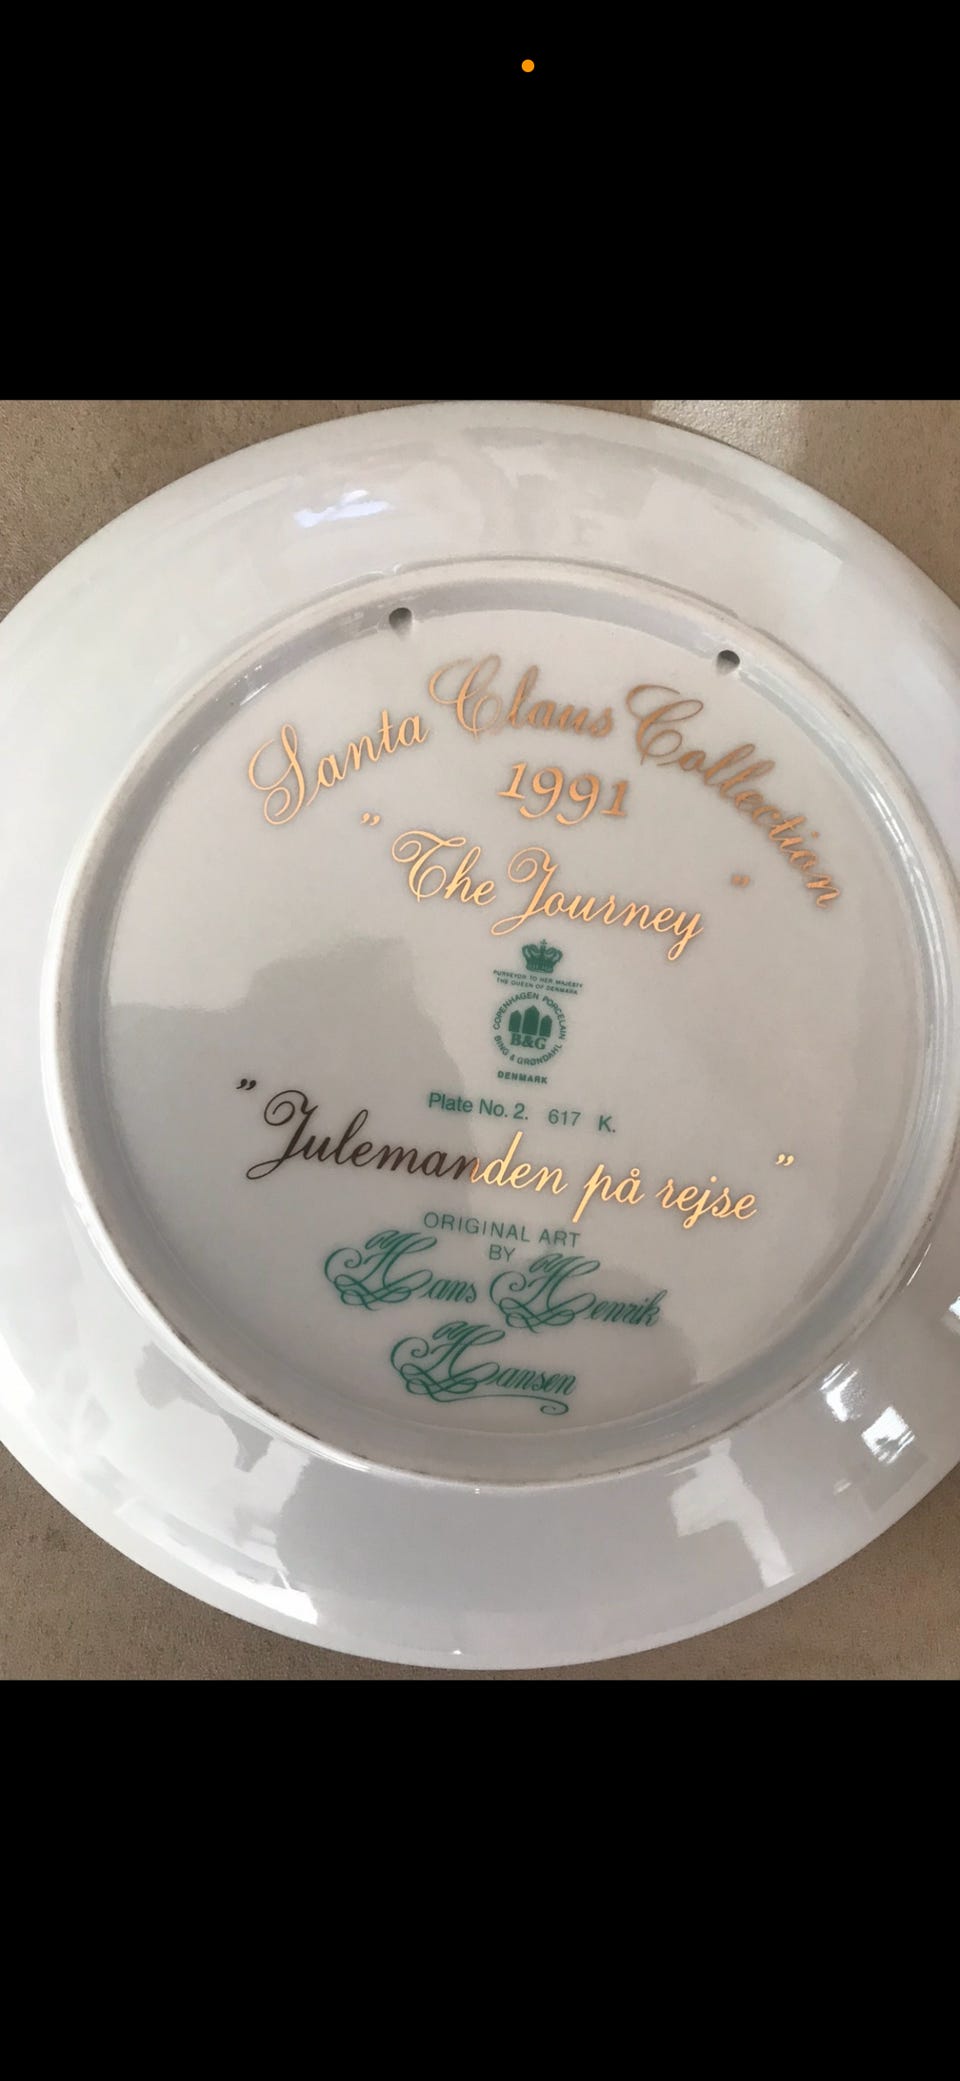 Santa Claus Collection
1991
"The Journey"
PURVEYOR TO HER MAJESTY
THE QUEEN OF DENMARK
COPENHAGEN PORCELAIN
B&G
BING & GRØNDAHL
DENMARK
Plate No. 2. 617 K.
"Julemanden på rejse"
ORIGINAL ART
BY
Hans Henrik
Hansen